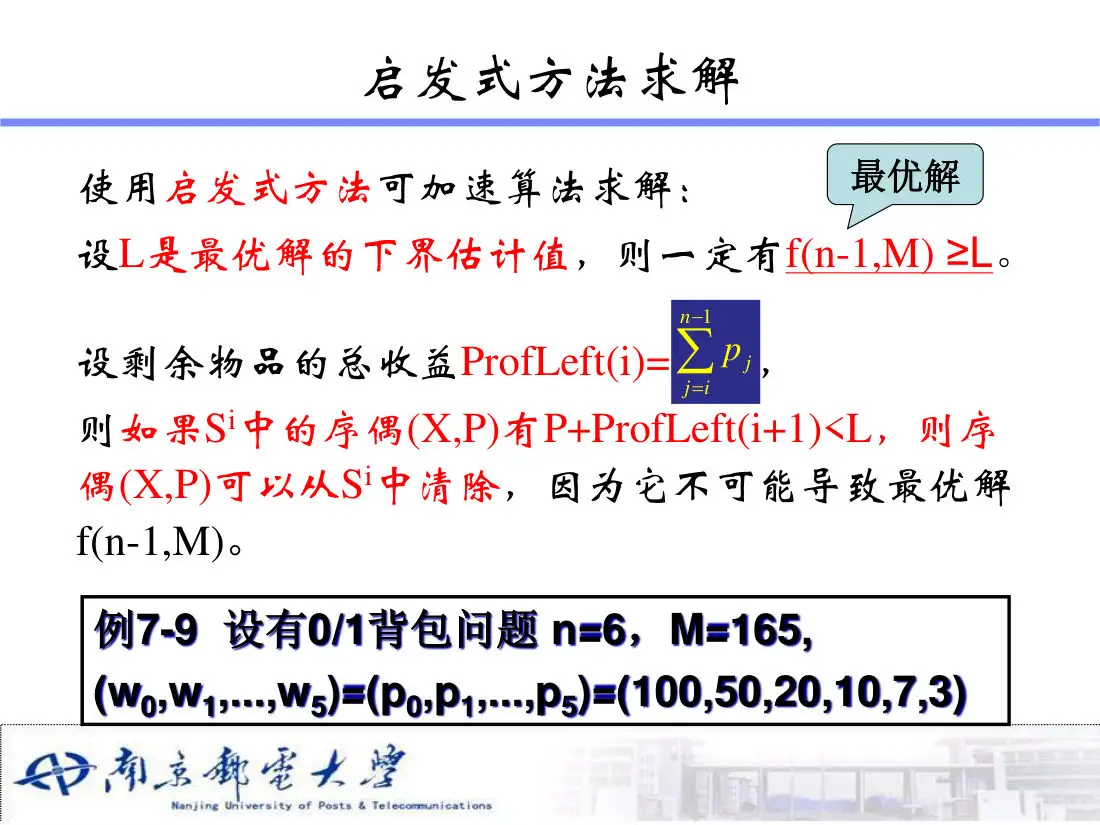 启发式方法求解
最优解
使用启发式方法可加速算法求解：
设L是最优解的下界估计值，则一定有f(n-1,M) ≥L。
设剩余物品的总收益ProfLeft(i)=∑_{j=i}^{n−1} p_j，
则如果Sⁱ中的序偶(X,P)有P+ProfLeft(i+1)<L，则序
偶(X,P)可以从Sⁱ中清除，因为它不可能导致最优解
f(n-1,M)。
例7-9 设有0/1背包问题 n=6，M=165,
(w₀,w₁,...,w₅)=(p₀,p₁,...,p₅)=(100,50,20,10,7,3)
南京邮电大学
Nanjing University of Posts & Telecommunications